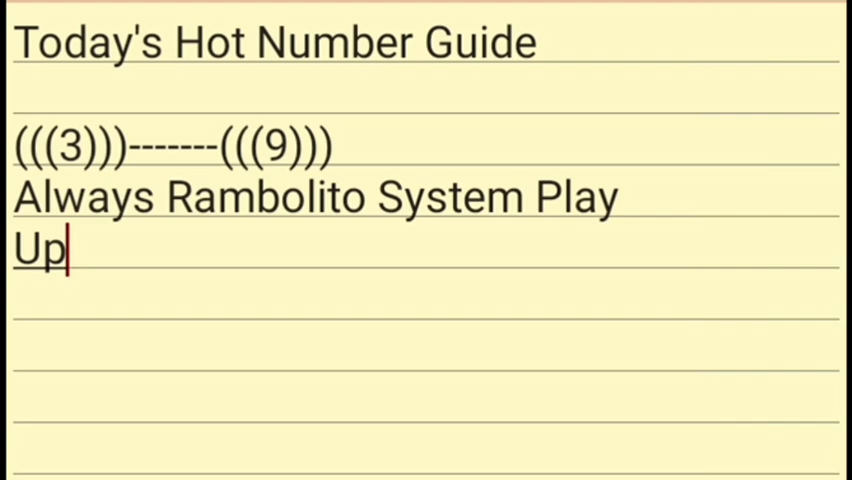 Today's Hot Number Guide
(((3)))-------(((9)))
Always Rambolito System Play
Up